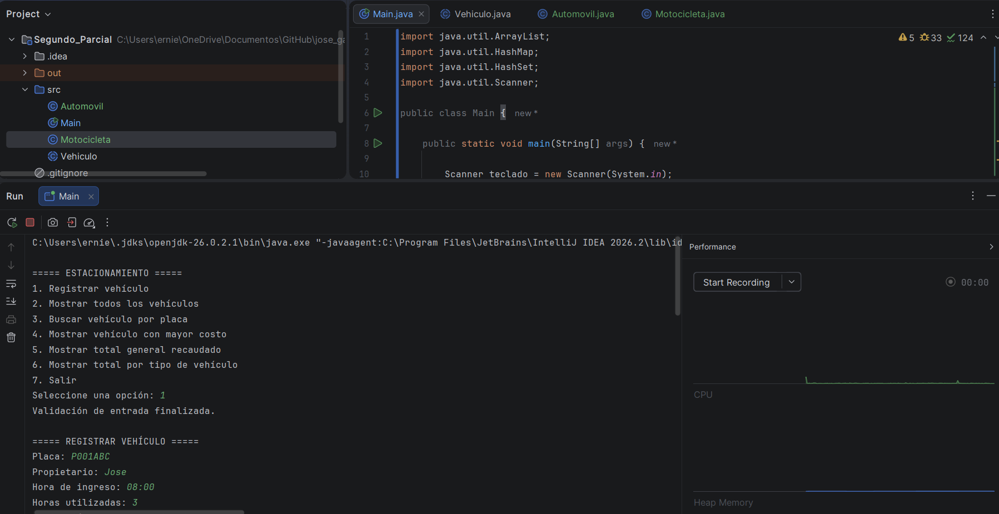 Project
Segundo_Parcial C:\Users\ernie\OneDrive\Documentos\GitHub\jose_ga
.idea
out
src
Automovil
Main
Motocicleta
Vehiculo
.gitignore
Main.java Vehiculo.java Automovil.java Motocicleta.java
5 33 124
1 import java.util.ArrayList;
2 import java.util.HashMap;
3 import java.util.HashSet;
4 import java.util.Scanner;
5
6 public class Main { new *
7
8 public static void main(String[] args) { new *
9
10 Scanner teclado = new Scanner(System.in);
Run Main
C:\Users\ernie\.jdks\openjdk-26.0.2.1\bin\java.exe "-javaagent:C:\Program Files\JetBrains\IntelliJ IDEA 2026.2\lib\id
===== ESTACIONAMIENTO =====
1. Registrar vehículo
2. Mostrar todos los vehículos
3. Buscar vehículo por placa
4. Mostrar vehículo con mayor costo
5. Mostrar total general recaudado
6. Mostrar total por tipo de vehículo
7. Salir
Seleccione una opción: 1
Validación de entrada finalizada.
===== REGISTRAR VEHÍCULO =====
Placa: P001ABC
Propietario: Jose
Hora de ingreso: 08:00
Horas utilizadas: 3
Performance
Start Recording 00:00
CPU
Heap Memory